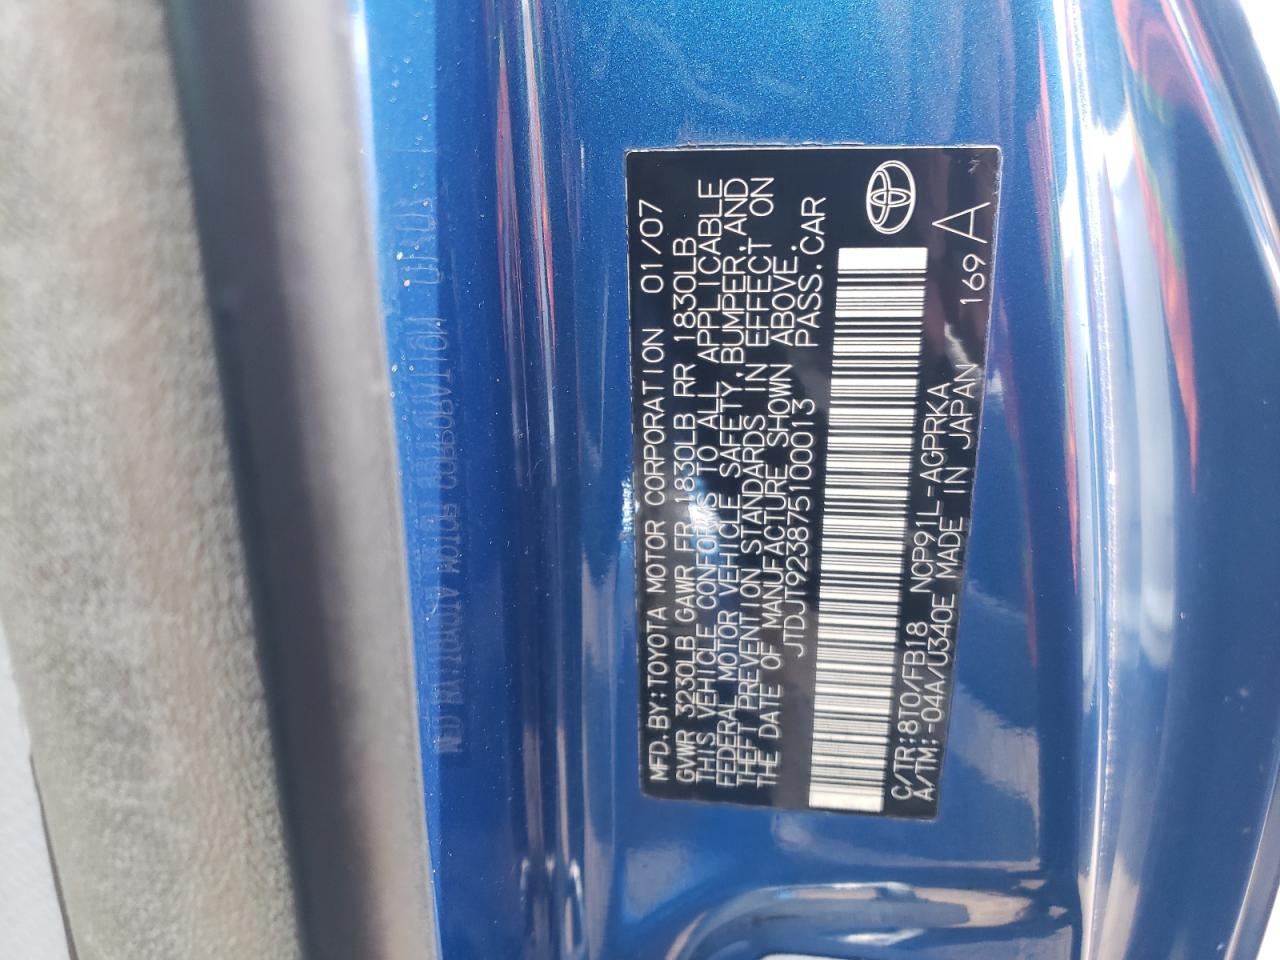 MFD.BY:TOYOTA MOTOR CORPORATION 01/07
GVWR 3230LB GAWR FR 1830LB RR 1830LB
THIS VEHICLE CONFORMS TO ALL APPLICABLE
FEDERAL MOTOR VEHICLE SAFETY,BUMPER,AND
THEFT PREVENTION STANDARDS IN EFFECT ON
THE DATE OF MANUFACTURE SHOWN ABOVE.
JTDJT923875100013 PASS.CAR
C/TR:8T0/FB18 NCP91L-AGPRKA
A/TM:-04A/U340E MADE IN JAPAN 169A